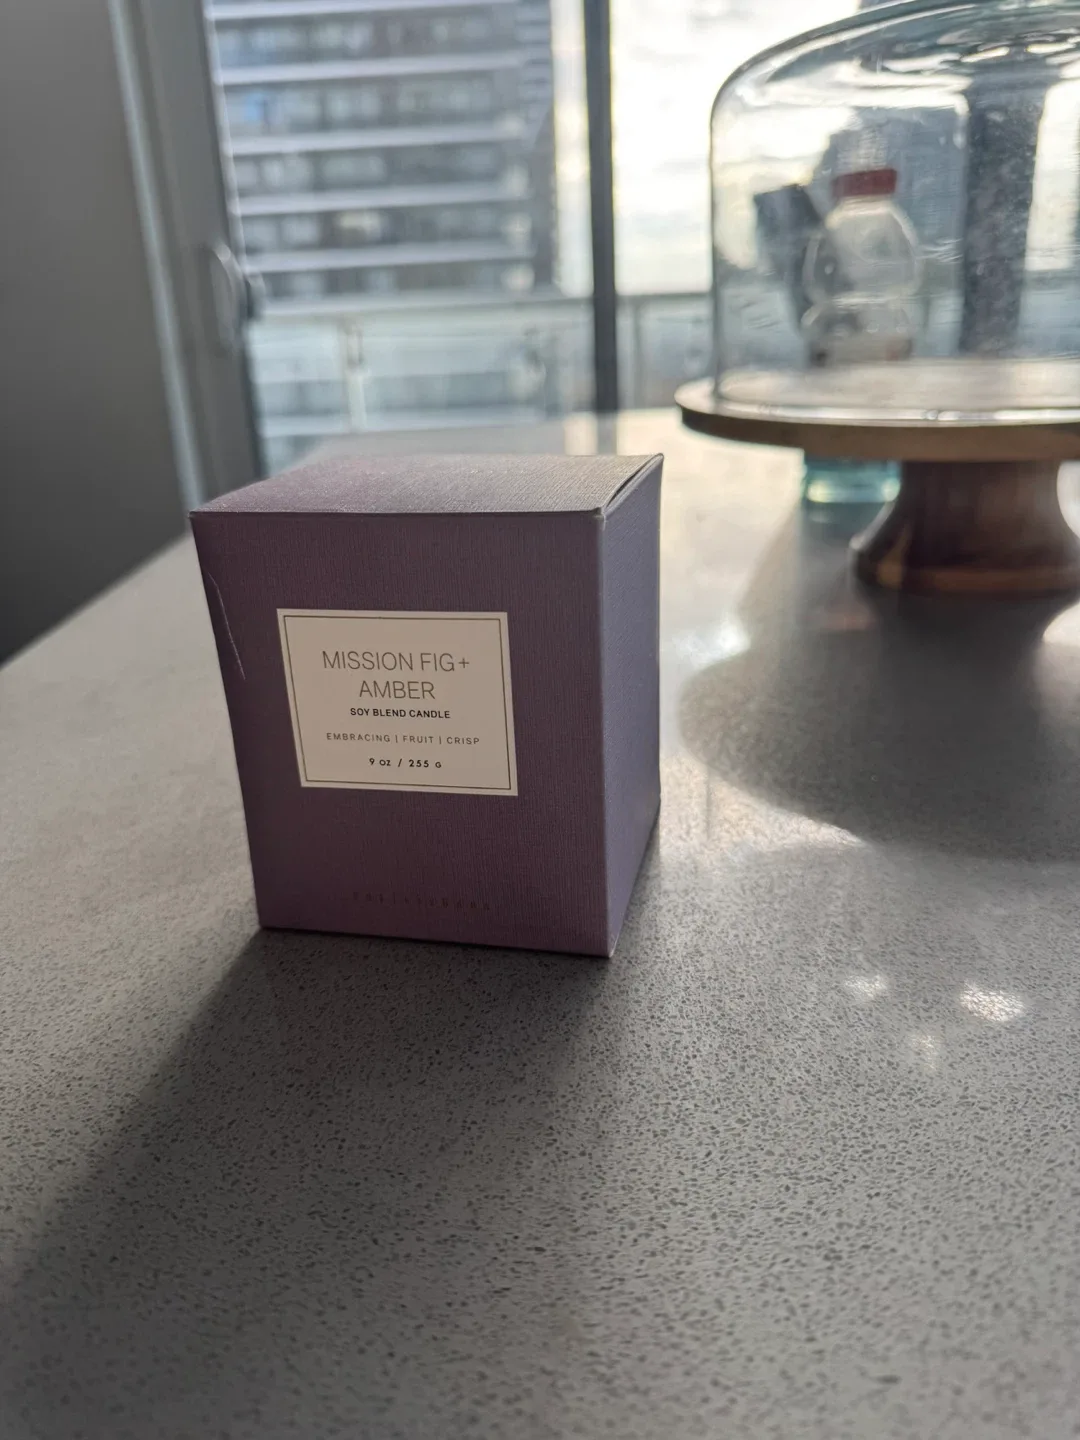 MISSION FIG+
AMBER
SOY BLEND CANDLE
EMBRACING | FRUIT | CRISP
9 OZ / 255 G